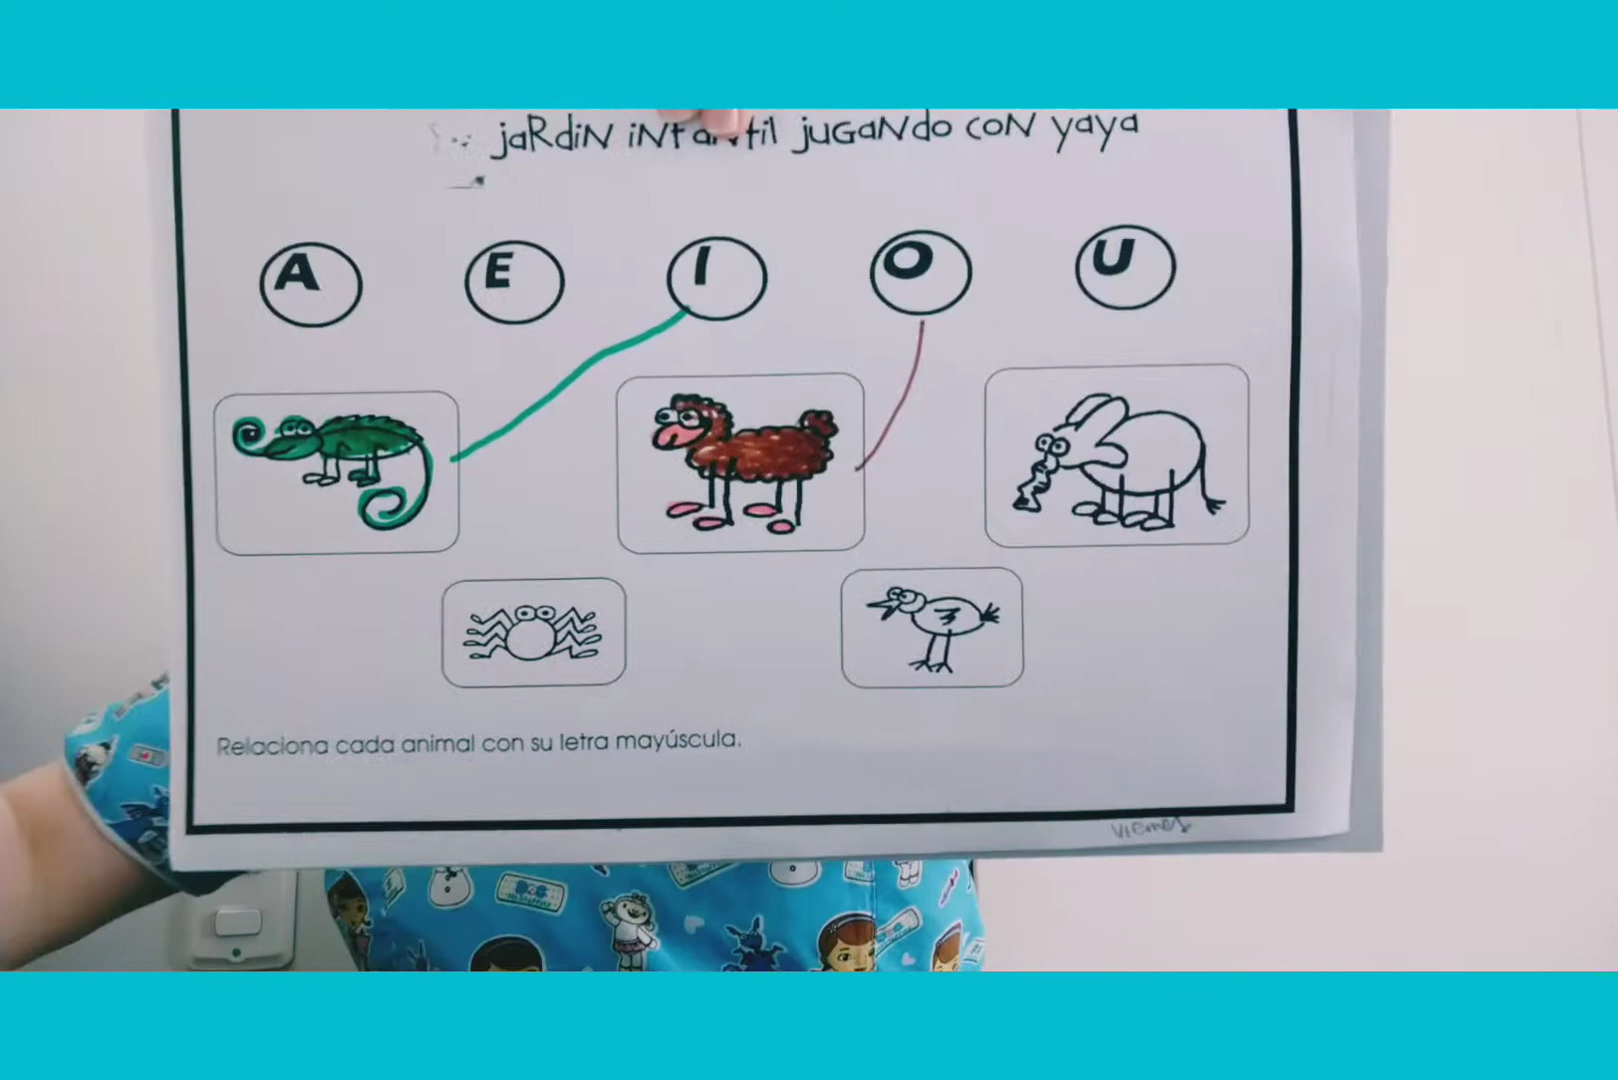 jaRdiN iNfaNtil juGaNdo coN yaya
A E I O U
Relaciona cada animal con su letra mayúscula.
Viernes